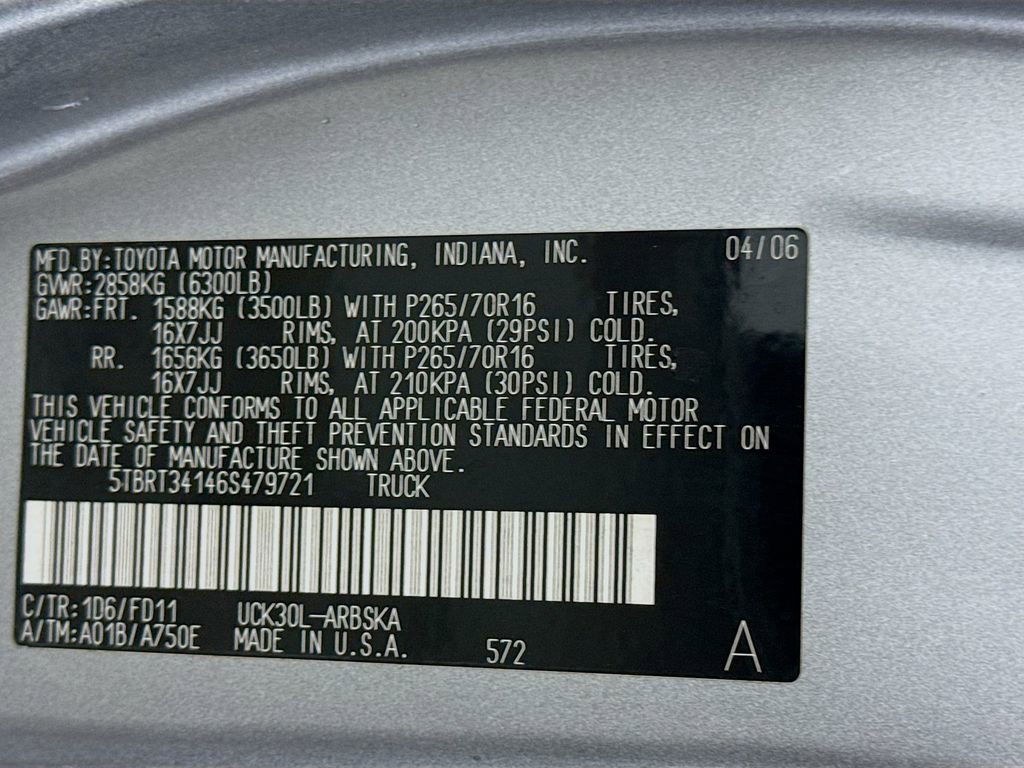 MFD.BY:TOYOTA MOTOR MANUFACTURING, INDIANA, INC. 04/06
GVWR:2858KG (6300LB)
GAWR:FRT. 1588KG (3500LB) WITH P265/70R16 TIRES,
16X7JJ RIMS, AT 200KPA (29PSI) COLD.
RR. 1656KG (3650LB) WITH P265/70R16 TIRES,
16X7JJ RIMS, AT 210KPA (30PSI) COLD.
THIS VEHICLE CONFORMS TO ALL APPLICABLE FEDERAL MOTOR
VEHICLE SAFETY AND THEFT PREVENTION STANDARDS IN EFFECT ON
THE DATE OF MANUFACTURE SHOWN ABOVE.
5TBRT34146S479721 TRUCK
C/TR:1D6/FD11 UCK30L-ARBSKA
A/TM:A01B/A750E MADE IN U.S.A. 572 A